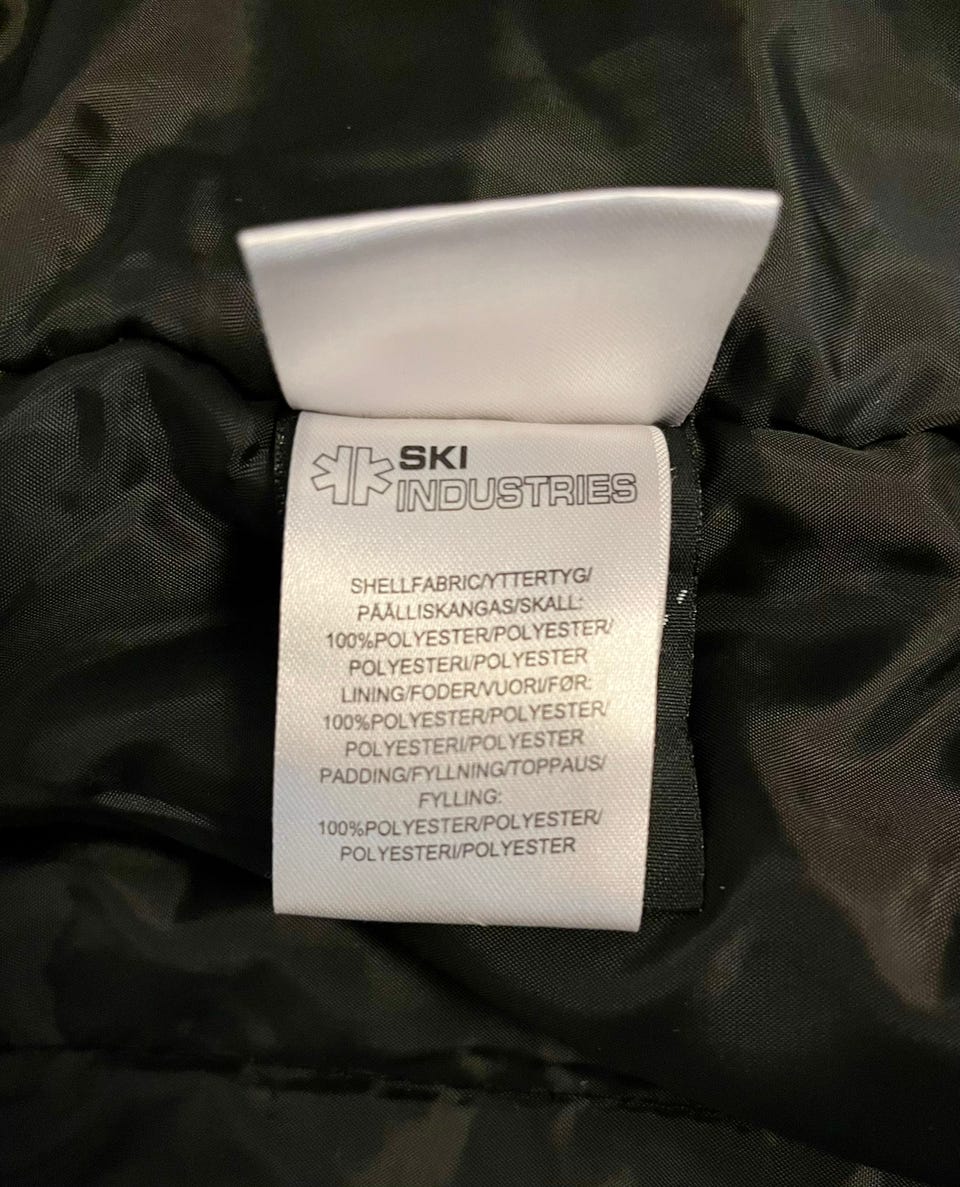 SKI
INDUSTRIES
SHELLFABRIC/YTTERTYG/
PÄÄLLISKANGAS/SKALL:
100%POLYESTER/POLYESTER/
POLYESTERI/POLYESTER
LINING/FODER/VUORI/FØR:
100%POLYESTER/POLYESTER/
POLYESTERI/POLYESTER
PADDING/FYLLNING/TOPPAUS/
FYLLING:
100%POLYESTER/POLYESTER/
POLYESTERI/POLYESTER